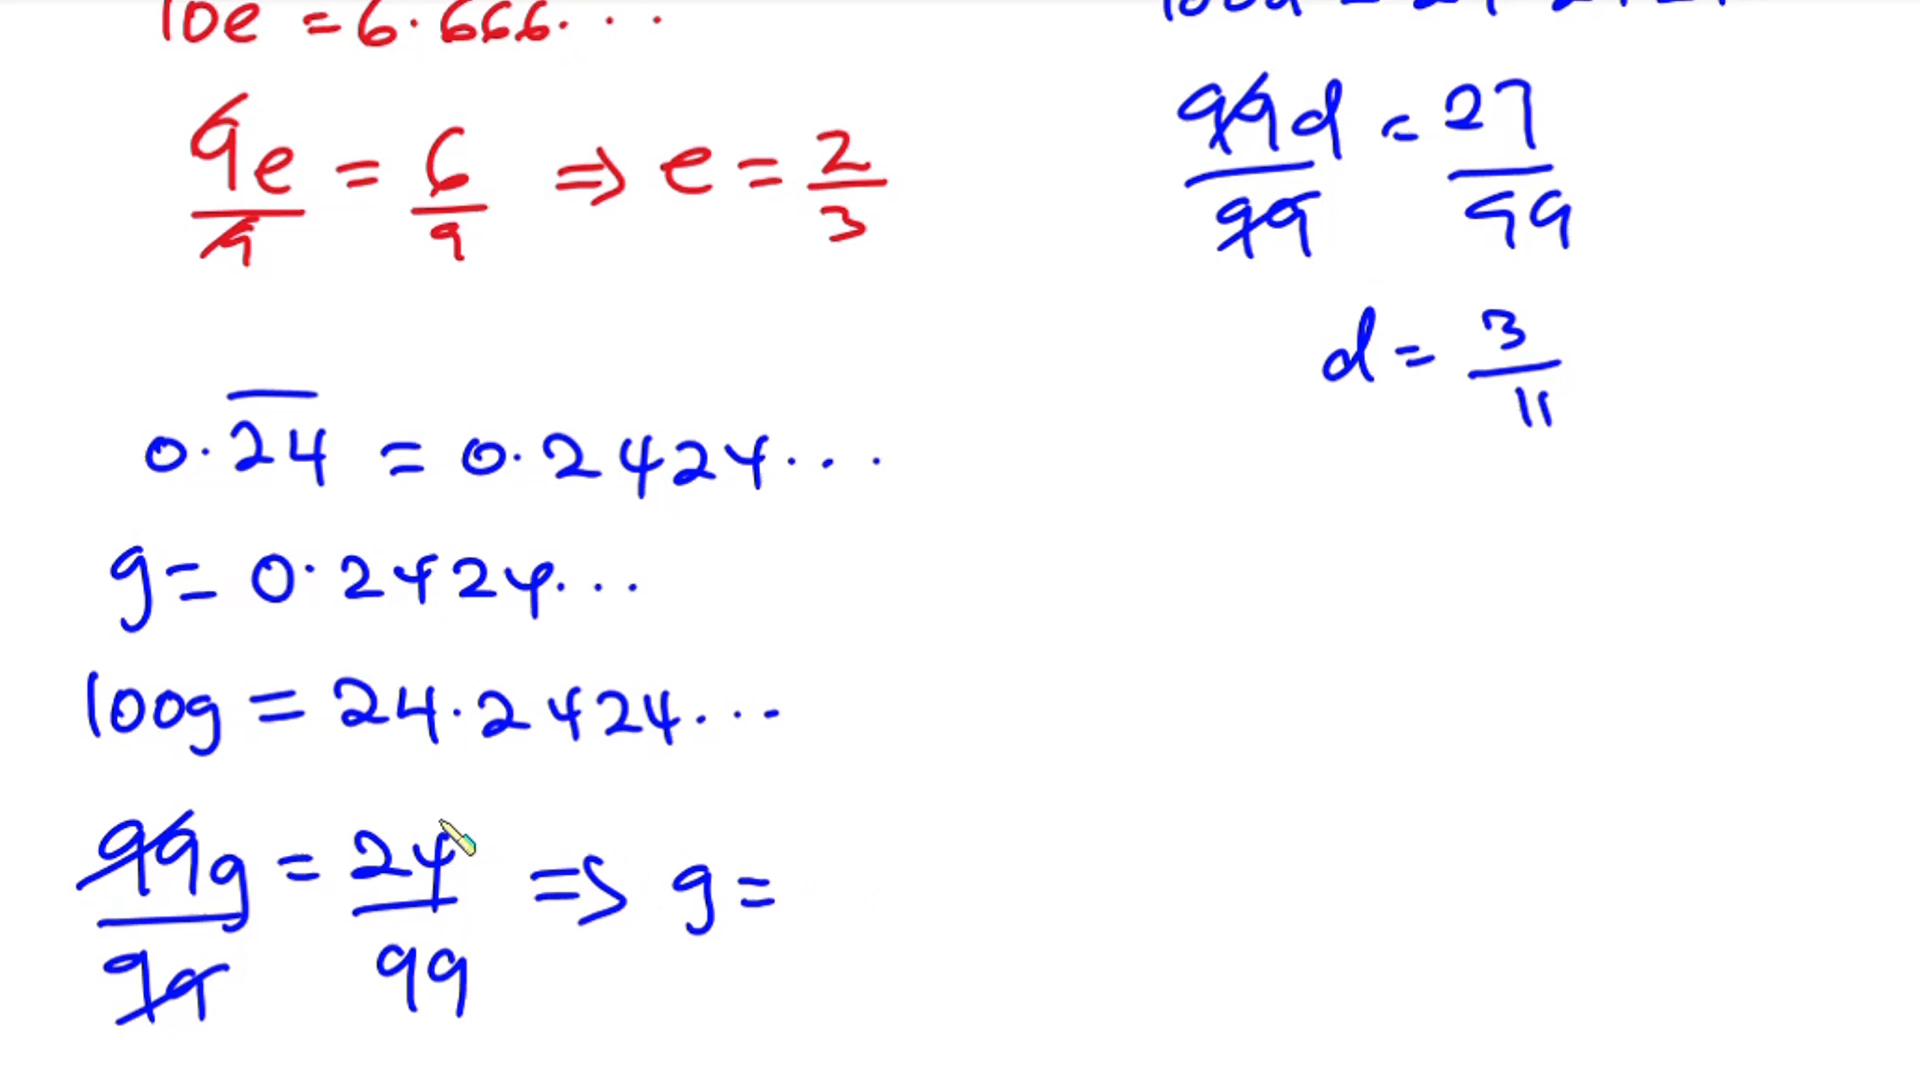 10e = 6.666...
9e/9 = 6/9 ⇒ e = 2/3
99d/99 = 27/99
d = 3/11
0.2̅4̅ = 0.2424...
g = 0.2424...
100g = 24.2424...
99g/99 = 24/99 ⇒ g =